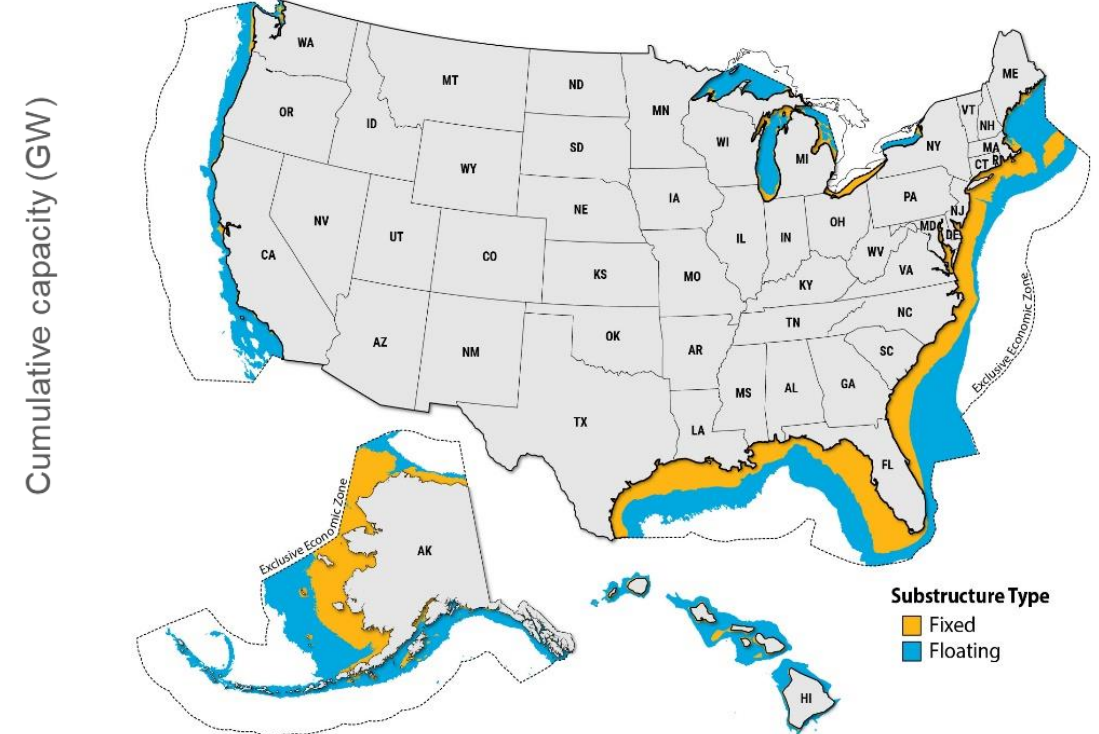 Cumulative capacity (GW)
WA
MT
ND
MN
ME
OR
ID
SD
WI
MI
VT
NH
NY
MA
CT
RI
WY
IA
PA
NJ
NE
NV
UT
CO
IL
IN
OH
MD
DE
WV
VA
CA
KS
MO
KY
Exclusive Economic Zone
AZ
NM
OK
AR
TN
NC
SC
MS
AL
GA
TX
LA
FL
Exclusive Economic Zone
AK
HI
Substructure Type
Fixed
Floating